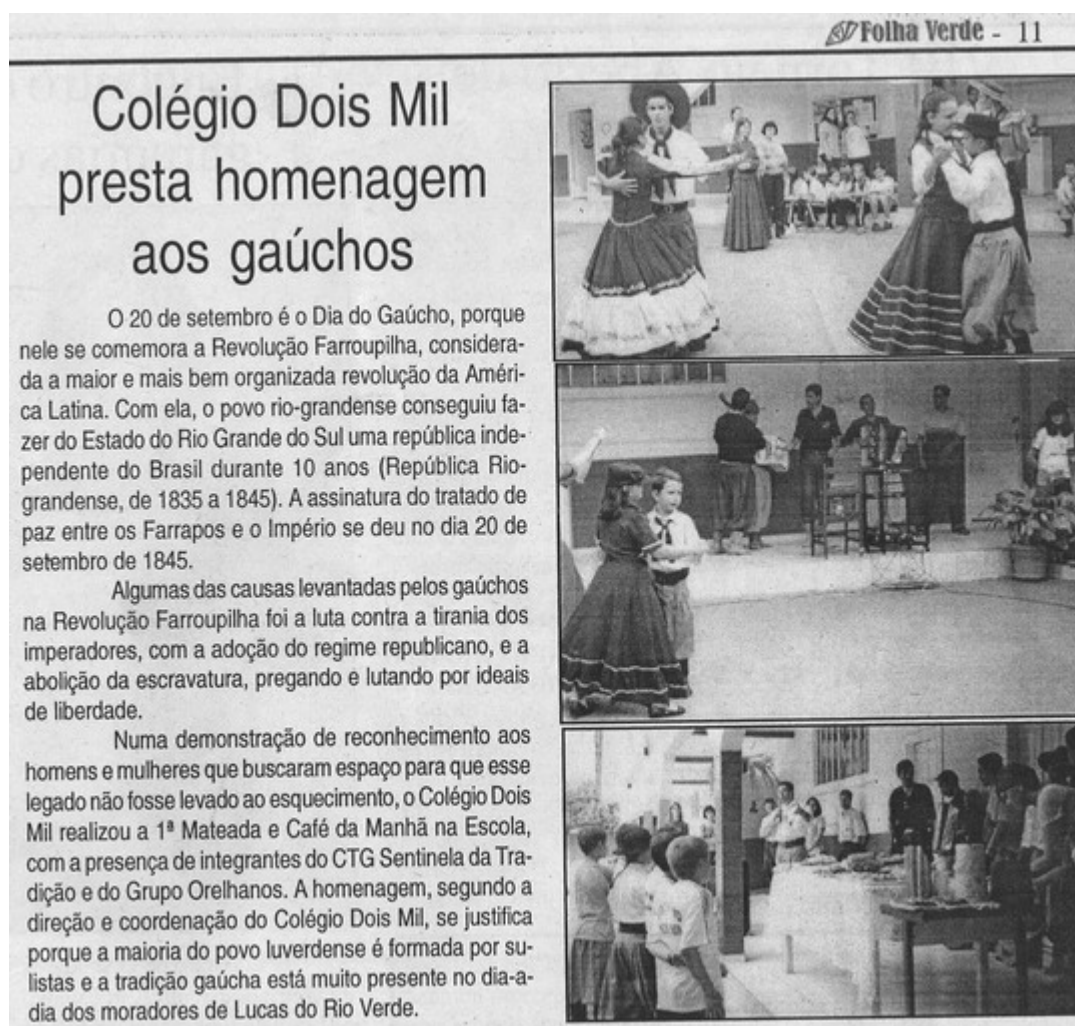 Folha Verde - 11
Colégio Dois Mil
presta homenagem
aos gaúchos
O 20 de setembro é o Dia do Gaúcho, porque
nele se comemora a Revolução Farroupilha, considera-
da a maior e mais bem organizada revolução da Améri-
ca Latina. Com ela, o povo rio-grandense conseguiu fa-
zer do Estado do Rio Grande do Sul uma república inde-
pendente do Brasil durante 10 anos (República Rio-
grandense, de 1835 a 1845). A assinatura do tratado de
paz entre os Farrapos e o Império se deu no dia 20 de
setembro de 1845.
Algumas das causas levantadas pelos gaúchos
na Revolução Farroupilha foi a luta contra a tirania dos
imperadores, com a adoção do regime republicano, e a
abolição da escravatura, pregando e lutando por ideais
de liberdade.
Numa demonstração de reconhecimento aos
homens e mulheres que buscaram espaço para que esse
legado não fosse levado ao esquecimento, o Colégio Dois
Mil realizou a 1ª Mateada e Café da Manhã na Escola,
com a presença de integrantes do CTG Sentinela da Tra-
dição e do Grupo Orelhanos. A homenagem, segundo a
direção e coordenação do Colégio Dois Mil, se justifica
porque a maioria do povo luverdense é formada por su-
listas e a tradição gaúcha está muito presente no dia-a-
dia dos moradores de Lucas do Rio Verde.